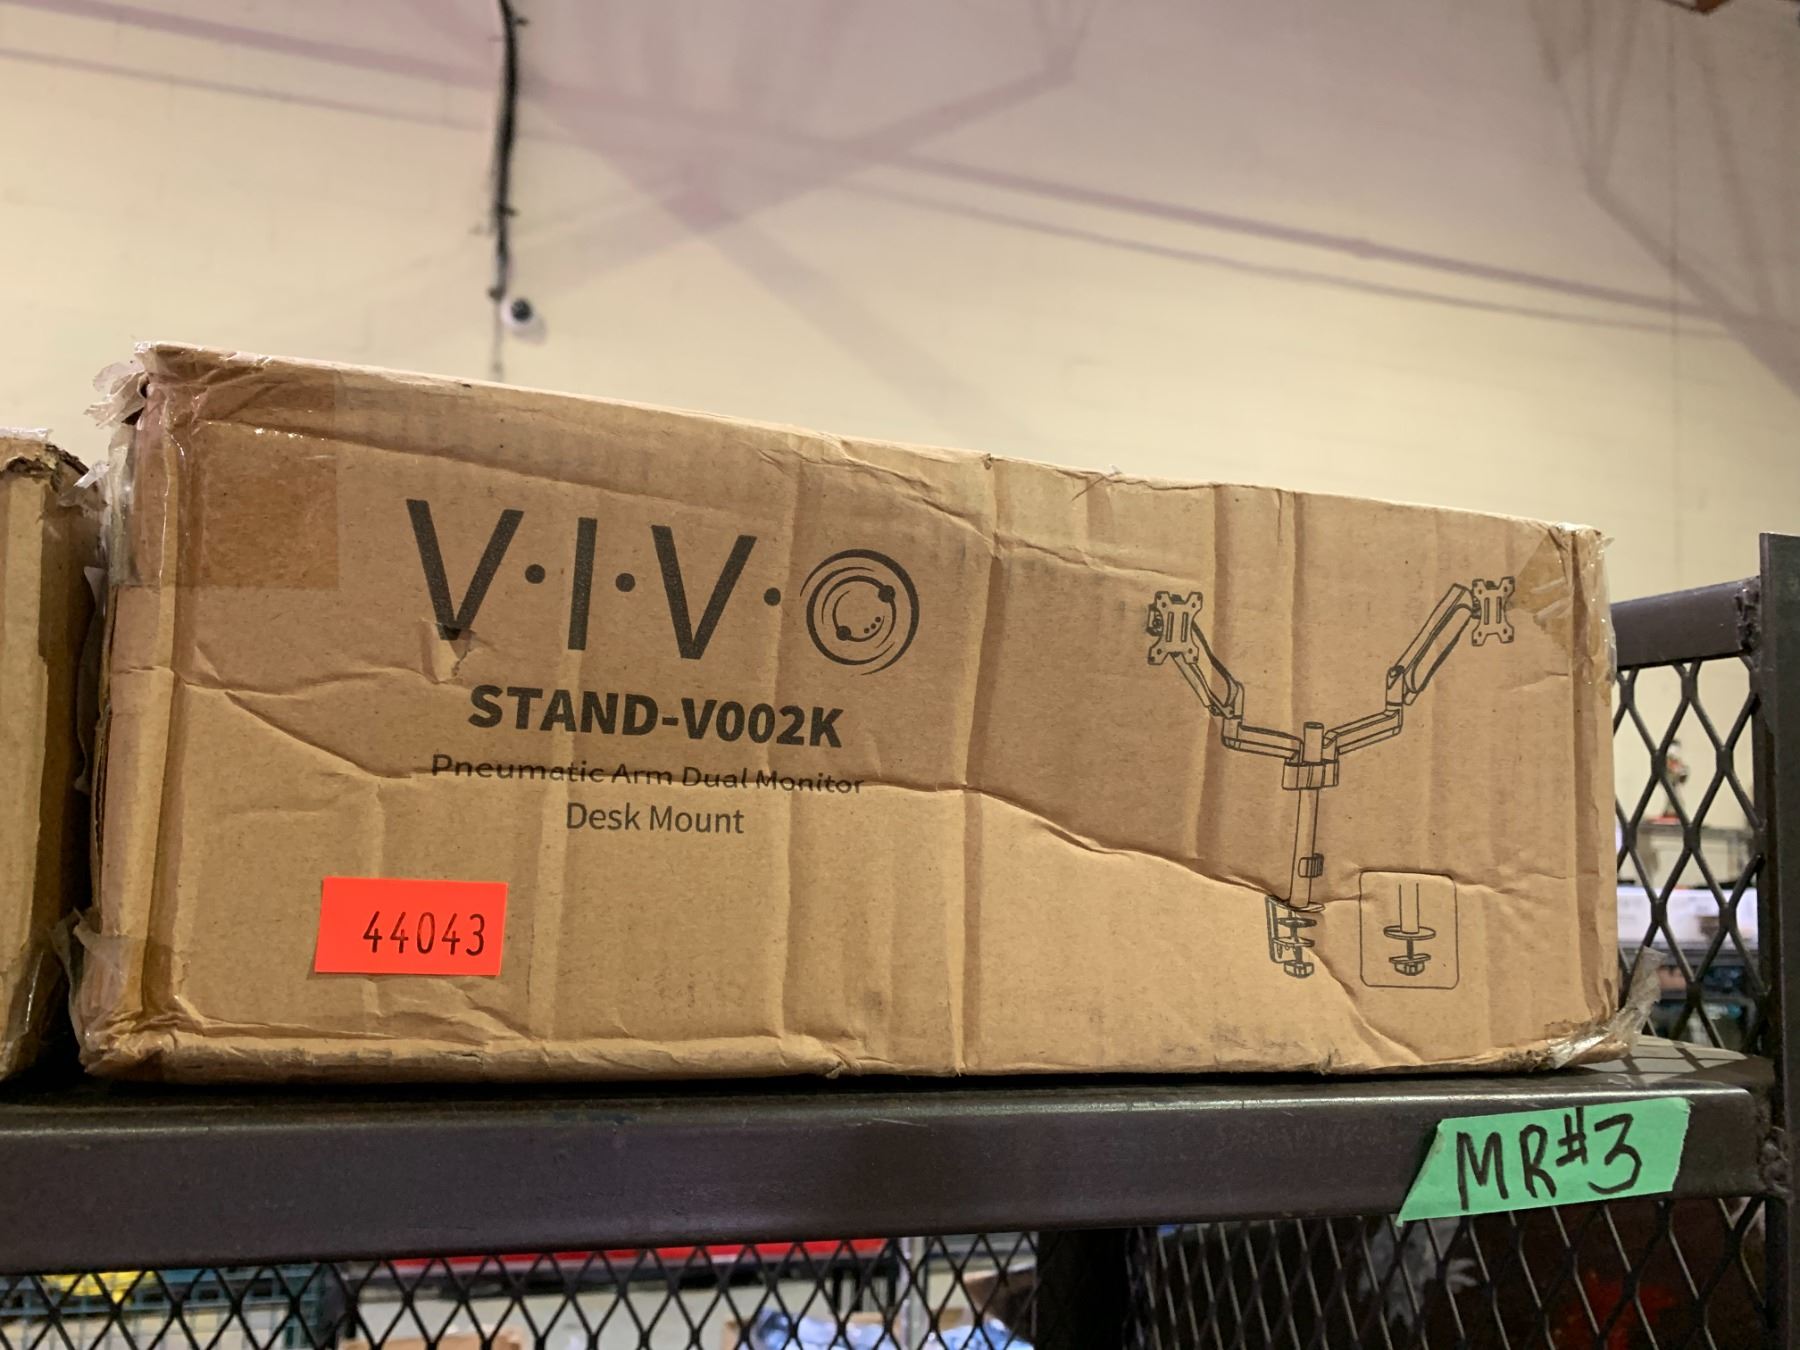 V·I·V·O
STAND-V002K
Pneumatic Arm Dual Monitor
Desk Mount
44043
MR#3